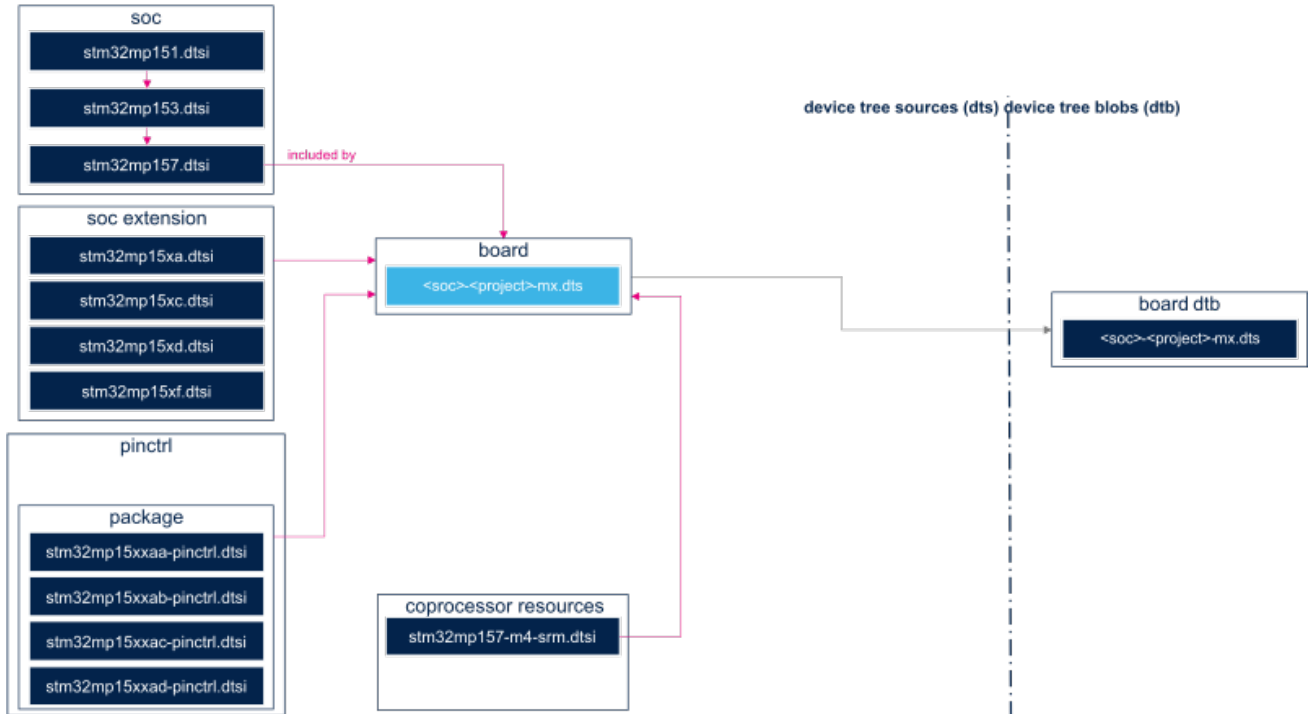 soc
stm32mp151.dtsi
stm32mp153.dtsi
stm32mp157.dtsi
included by
device tree sources (dts) device tree blobs (dtb)
soc extension
stm32mp15xa.dtsi
stm32mp15xc.dtsi
stm32mp15xd.dtsi
stm32mp15xf.dtsi
board
<soc>-<project>-mx.dts
board dtb
<soc>-<project>-mx.dts
pinctrl
package
stm32mp15xxaa-pinctrl.dtsi
stm32mp15xxab-pinctrl.dtsi
stm32mp15xxac-pinctrl.dtsi
stm32mp15xxad-pinctrl.dtsi
coprocessor resources
stm32mp157-m4-srm.dtsi